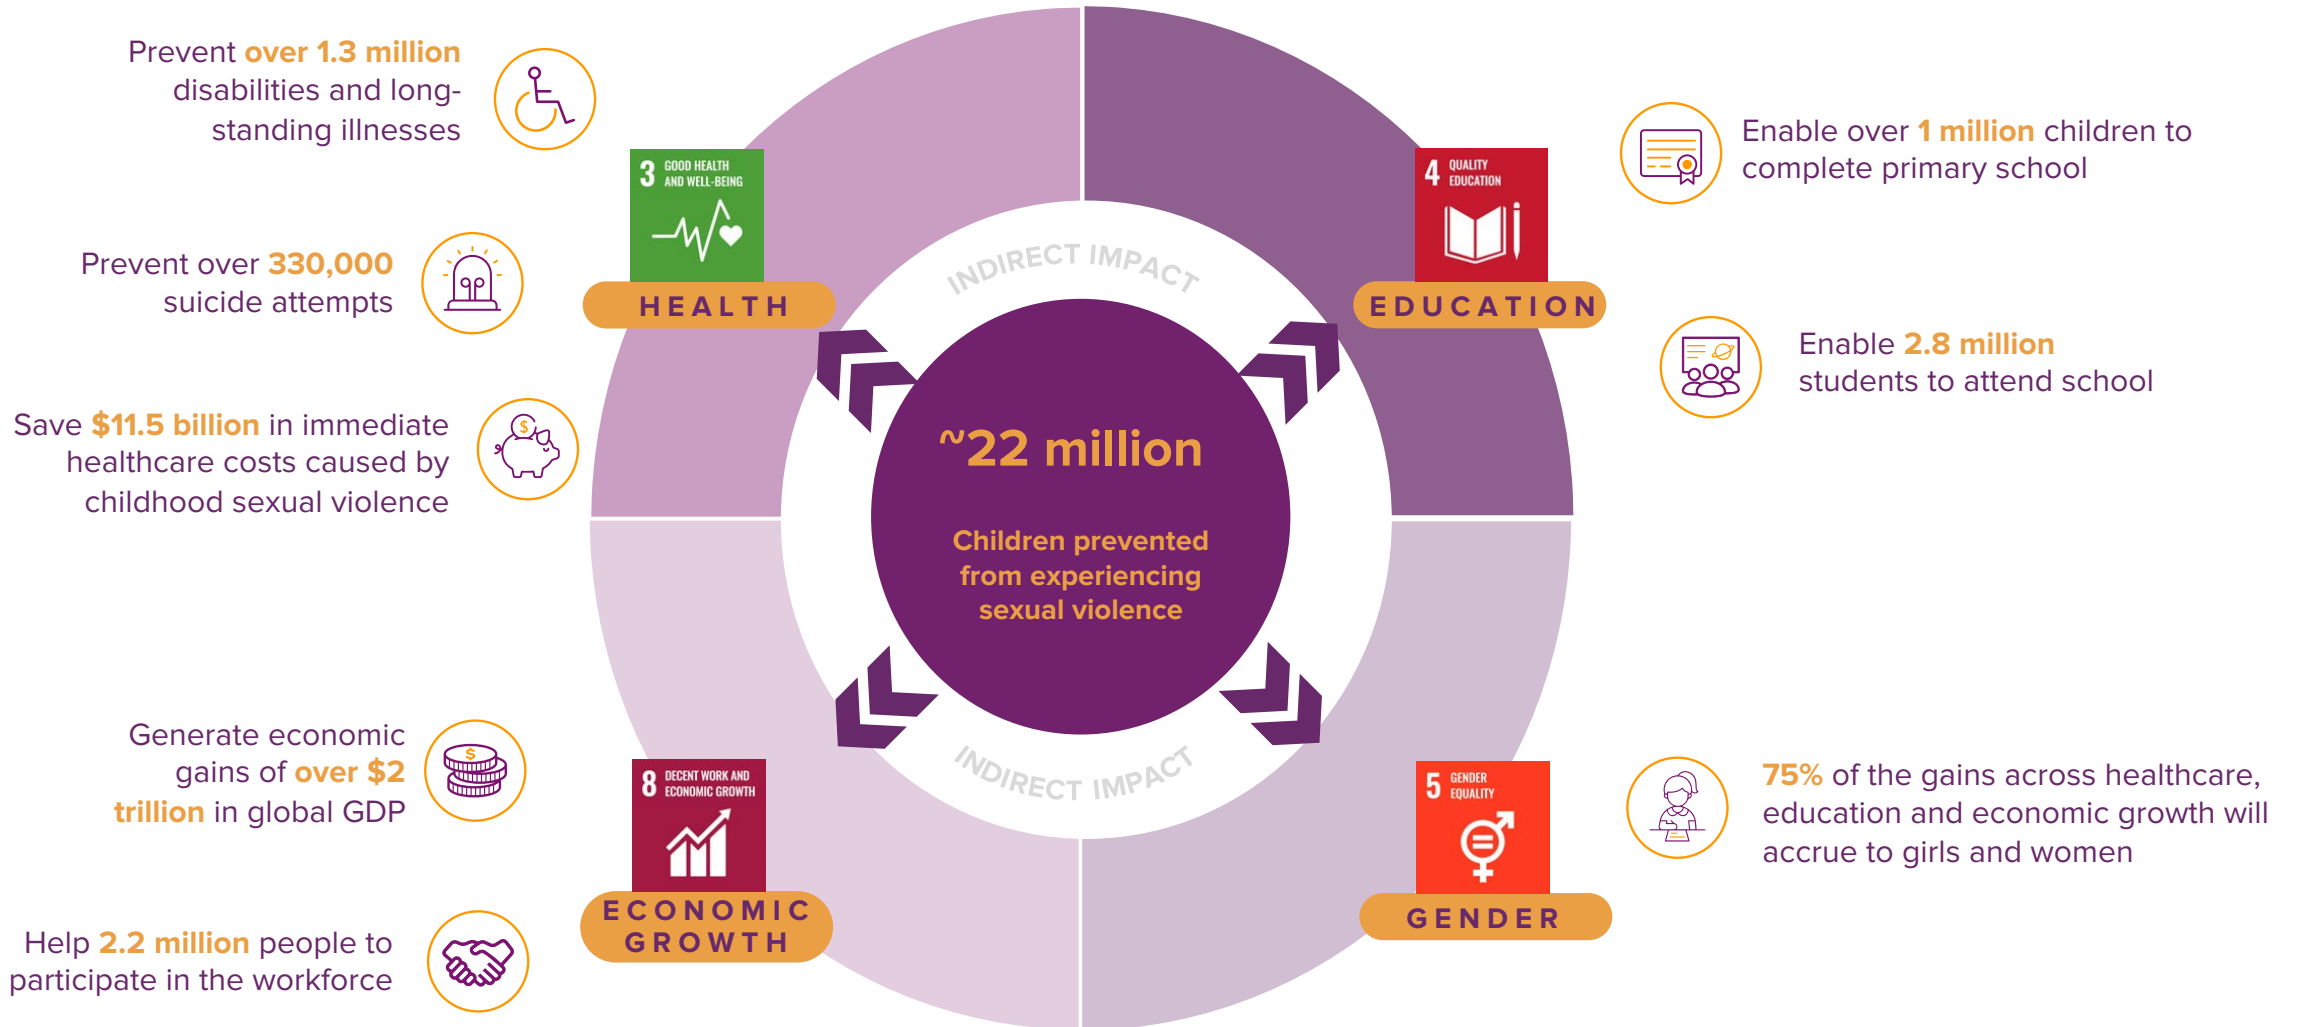 Prevent over 1.3 million
disabilities and long-
standing illnesses
Prevent over 330,000
suicide attempts
Save $11.5 billion in immediate
healthcare costs caused by
childhood sexual violence
3 GOOD HEALTH
AND WELL-BEING
HEALTH
4 QUALITY
EDUCATION
EDUCATION
Enable over 1 million children to
complete primary school
Enable 2.8 million
students to attend school
INDIRECT IMPACT
~22 million
Children prevented
from experiencing
sexual violence
INDIRECT IMPACT
Generate economic
gains of over $2
trillion in global GDP
Help 2.2 million people to
participate in the workforce
8 DECENT WORK AND
ECONOMIC GROWTH
ECONOMIC
GROWTH
5 GENDER
EQUALITY
GENDER
75% of the gains across healthcare,
education and economic growth will
accrue to girls and women
$
$